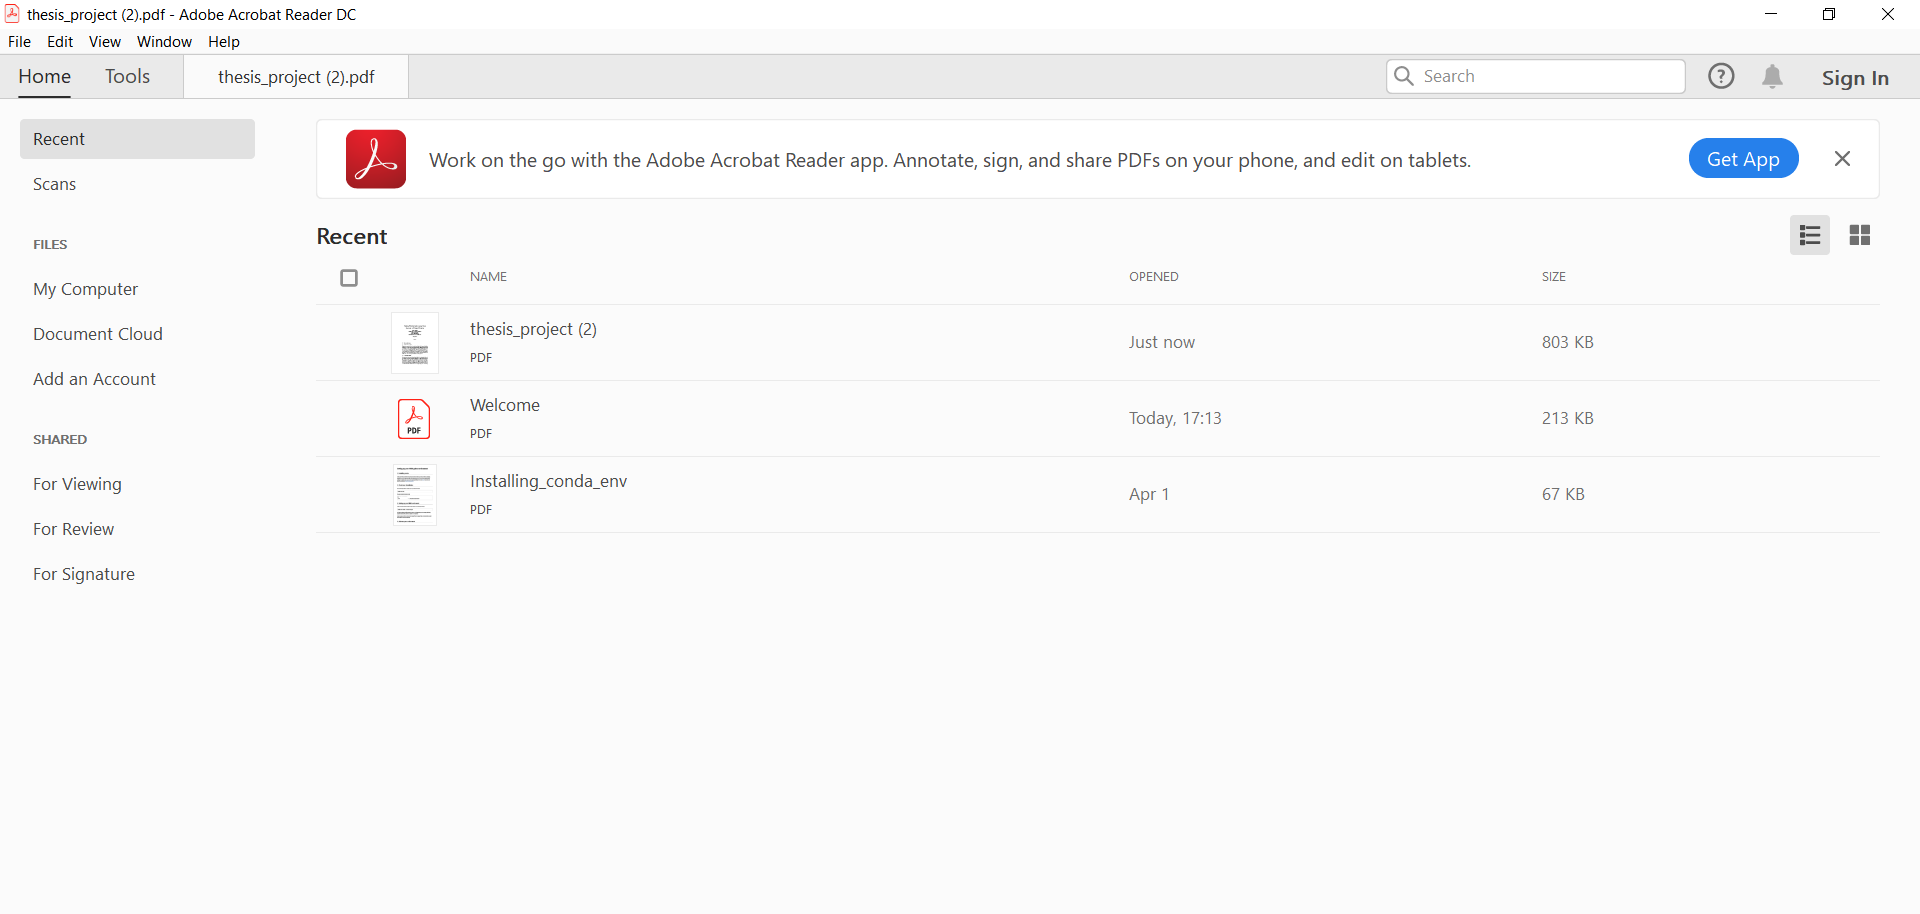 thesis_project (2).pdf - Adobe Acrobat Reader DC
File Edit View Window Help
Home Tools thesis_project (2).pdf Search Sign In
Recent
Scans
FILES
My Computer
Document Cloud
Add an Account
SHARED
For Viewing
For Review
For Signature
Work on the go with the Adobe Acrobat Reader app. Annotate, sign, and share PDFs on your phone, and edit on tablets. Get App
Recent
NAME OPENED SIZE
thesis_project (2)
PDF
Just now 803 KB
PDF
Welcome
PDF
Today, 17:13 213 KB
Installing_conda_env
PDF
Apr 1 67 KB